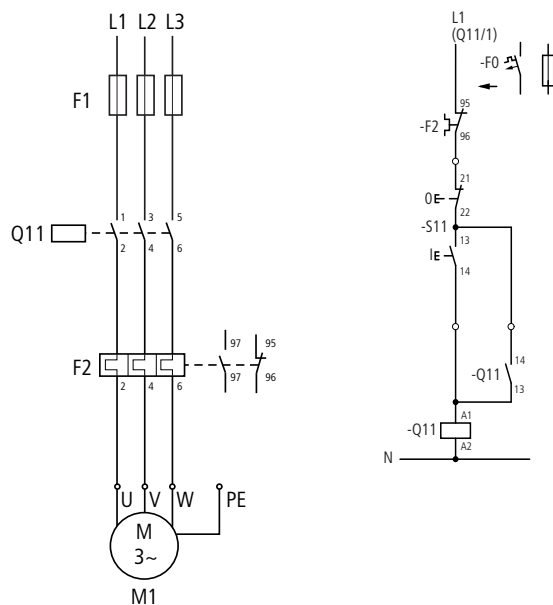 L1 L2 L3
F1
1 3 5
Q11
2 4 6
97 95
F2
97 96
2 4 6
U V W PE
M
3~
M1
L1
(Q11/1)
-F0
95
-F2
96
21
0E
22
-S11
13
IE
14
14
-Q11
13
A1
-Q11
A2
N